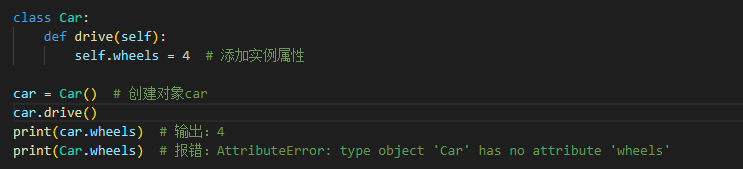 class Car:
    def drive(self):
        self.wheels = 4  # 添加实例属性
car = Car()  # 创建对象car
car.drive()
print(car.wheels)  # 输出：4
print(Car.wheels)  # 报错：AttributeError: type object 'Car' has no attribute 'wheels'